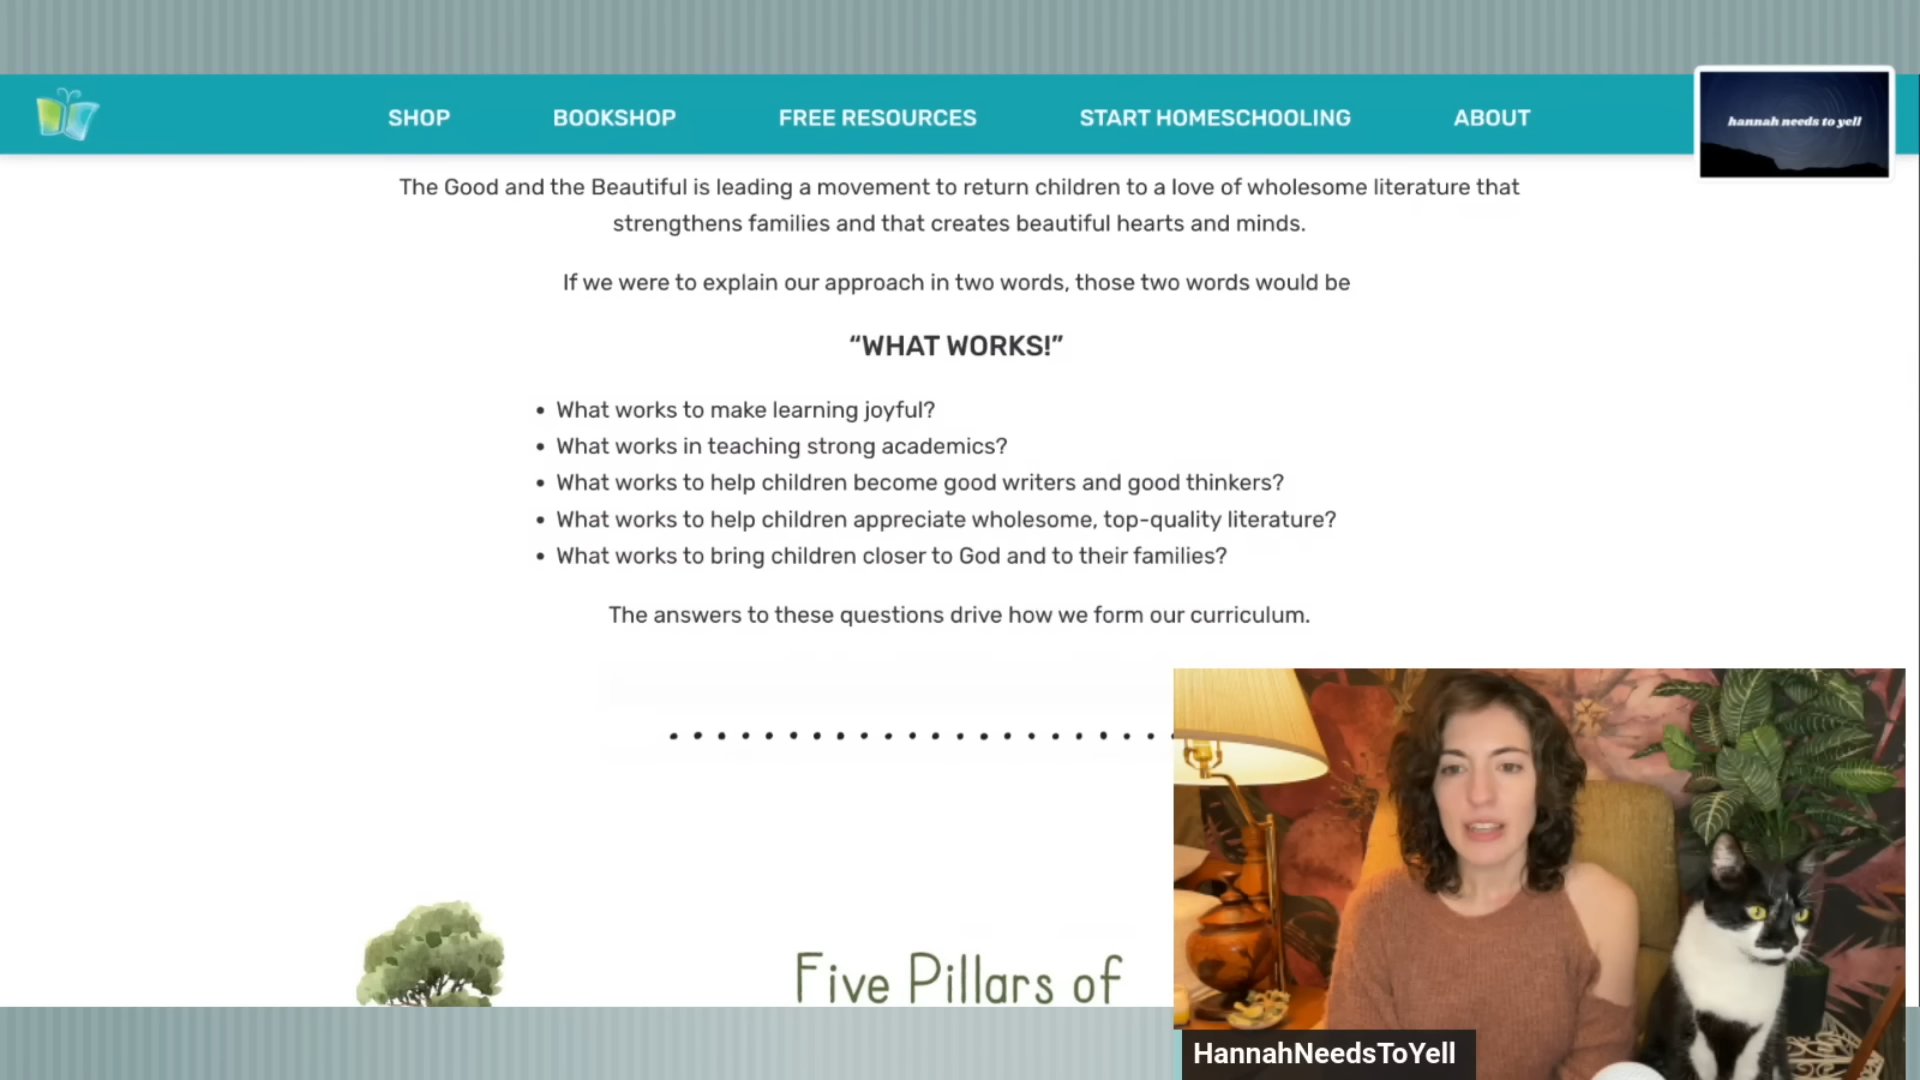 SHOP
BOOKSHOP
FREE RESOURCES
START HOMESCHOOLING
ABOUT
hannah needs to yell
The Good and the Beautiful is leading a movement to return children to a love of wholesome literature that
strengthens families and that creates beautiful hearts and minds.
If we were to explain our approach in two words, those two words would be
“WHAT WORKS!”
• What works to make learning joyful?
• What works in teaching strong academics?
• What works to help children become good writers and good thinkers?
• What works to help children appreciate wholesome, top-quality literature?
• What works to bring children closer to God and to their families?
The answers to these questions drive how we form our curriculum.
Five Pillars of
HannahNeedsToYell